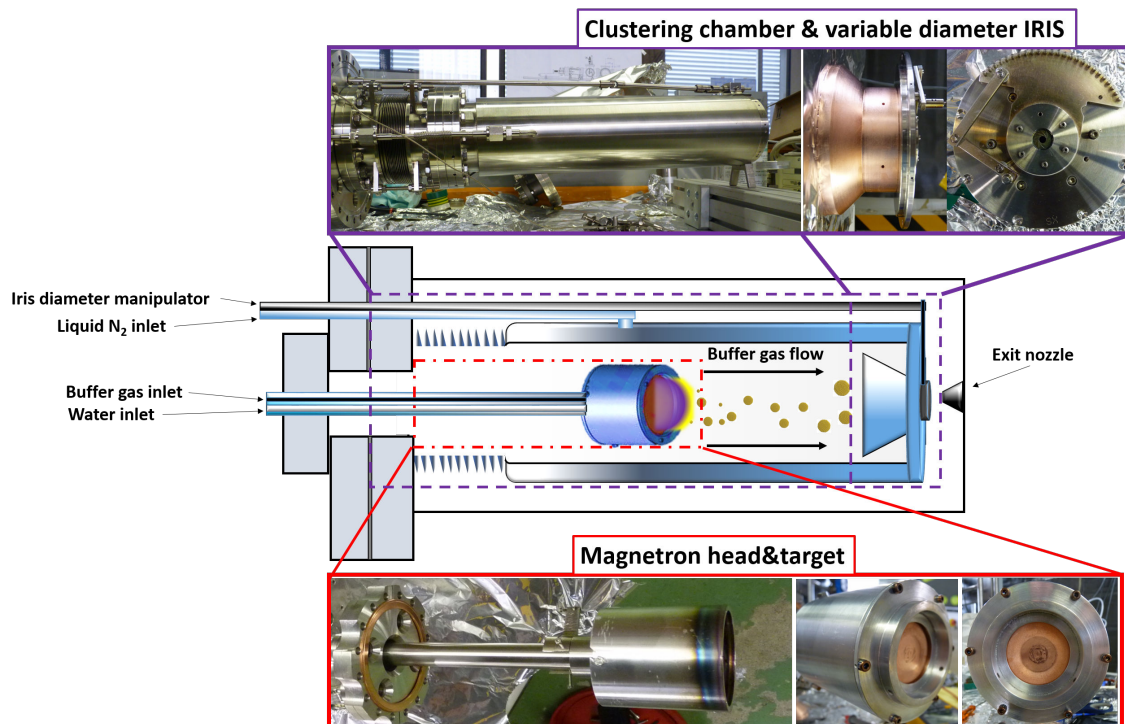 Clustering chamber & variable diameter IRIS
Iris diameter manipulator
Liquid N₂ inlet
Buffer gas flow
Exit nozzle
Buffer gas inlet
Water inlet
Magnetron head&target